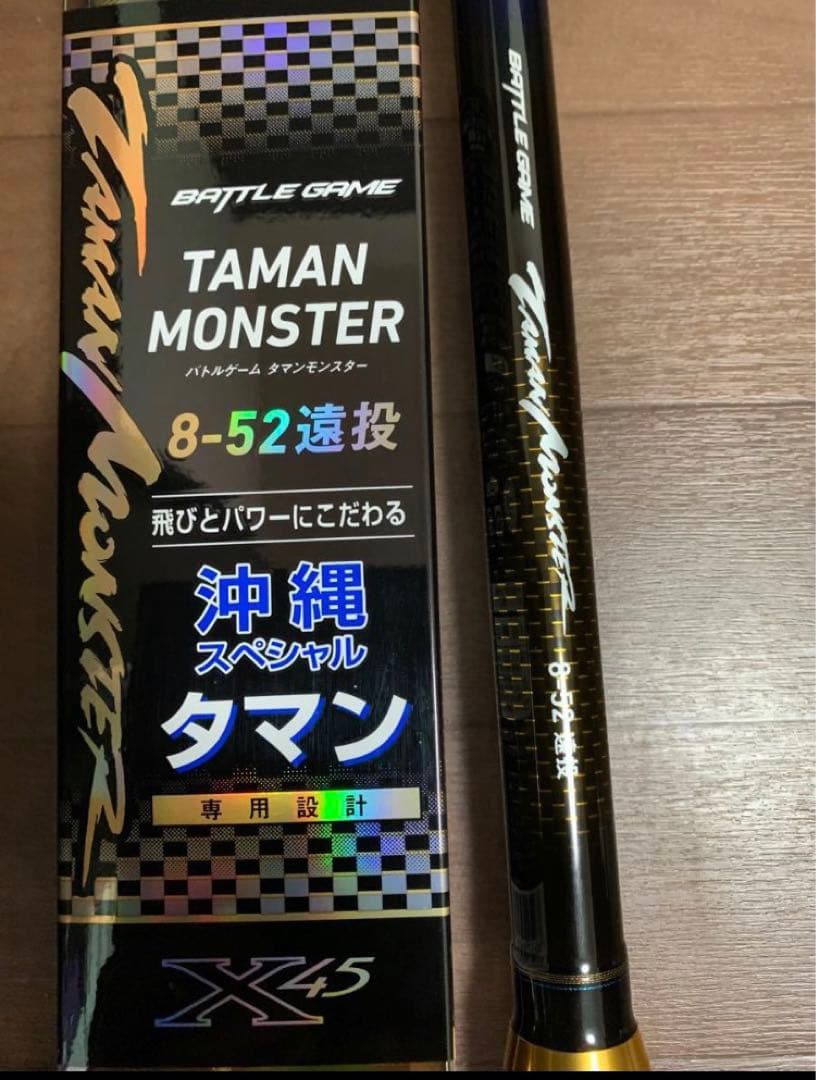 TAMAN MONSTER
BATTLE GAME
TAMAN
MONSTER
バトルゲーム タマンモンスター
8-52遠投
飛びとパワーにこだわる
沖縄
スペシャル
タマン
専用設計
X45
BATTLE GAME
TAMAN MONSTER
8-52 遠投